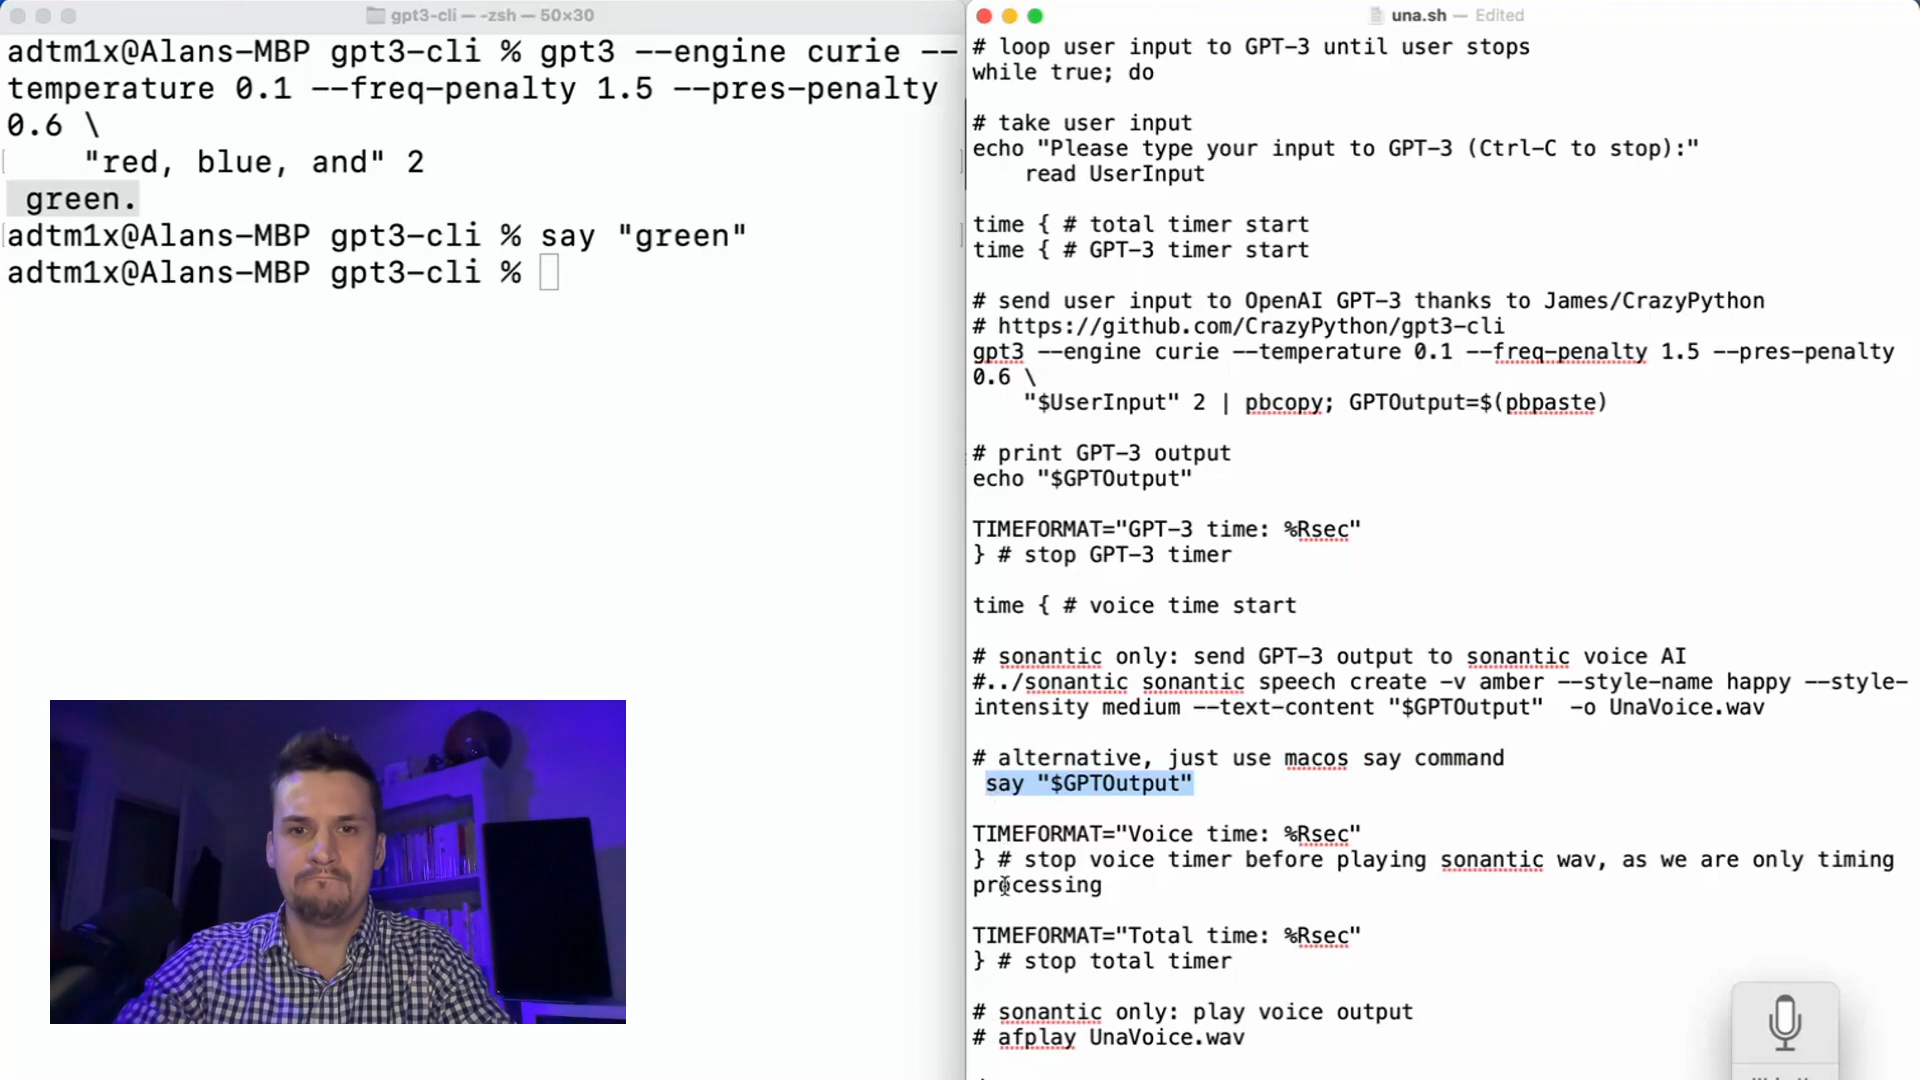 gpt3-cli — -zsh — 50×30
adtm1x@Alans-MBP gpt3-cli % gpt3 --engine curie --
temperature 0.1 --freq-penalty 1.5 --pres-penalty
0.6 \
"red, blue, and" 2
green.
adtm1x@Alans-MBP gpt3-cli % say "green"
adtm1x@Alans-MBP gpt3-cli %
una.sh — Edited
# loop user input to GPT-3 until user stops
while true; do
# take user input
echo "Please type your input to GPT-3 (Ctrl-C to stop):"
read UserInput
time { # total timer start
time { # GPT-3 timer start
# send user input to OpenAI GPT-3 thanks to James/CrazyPython
# https://github.com/CrazyPython/gpt3-cli
gpt3 --engine curie --temperature 0.1 --freq-penalty 1.5 --pres-penalty
0.6 \
"$UserInput" 2 | pbcopy; GPTOutput=$(pbpaste)
# print GPT-3 output
echo "$GPTOutput"
TIMEFORMAT="GPT-3 time: %Rsec"
} # stop GPT-3 timer
time { # voice time start
# sonantic only: send GPT-3 output to sonantic voice AI
#../sonantic sonantic speech create -v amber --style-name happy --style-
intensity medium --text-content "$GPTOutput"  -o UnaVoice.wav
# alternative, just use macos say command
say "$GPTOutput"
TIMEFORMAT="Voice time: %Rsec"
} # stop voice timer before playing sonantic wav, as we are only timing
processing
TIMEFORMAT="Total time: %Rsec"
} # stop total timer
# sonantic only: play voice output
# afplay UnaVoice.wav